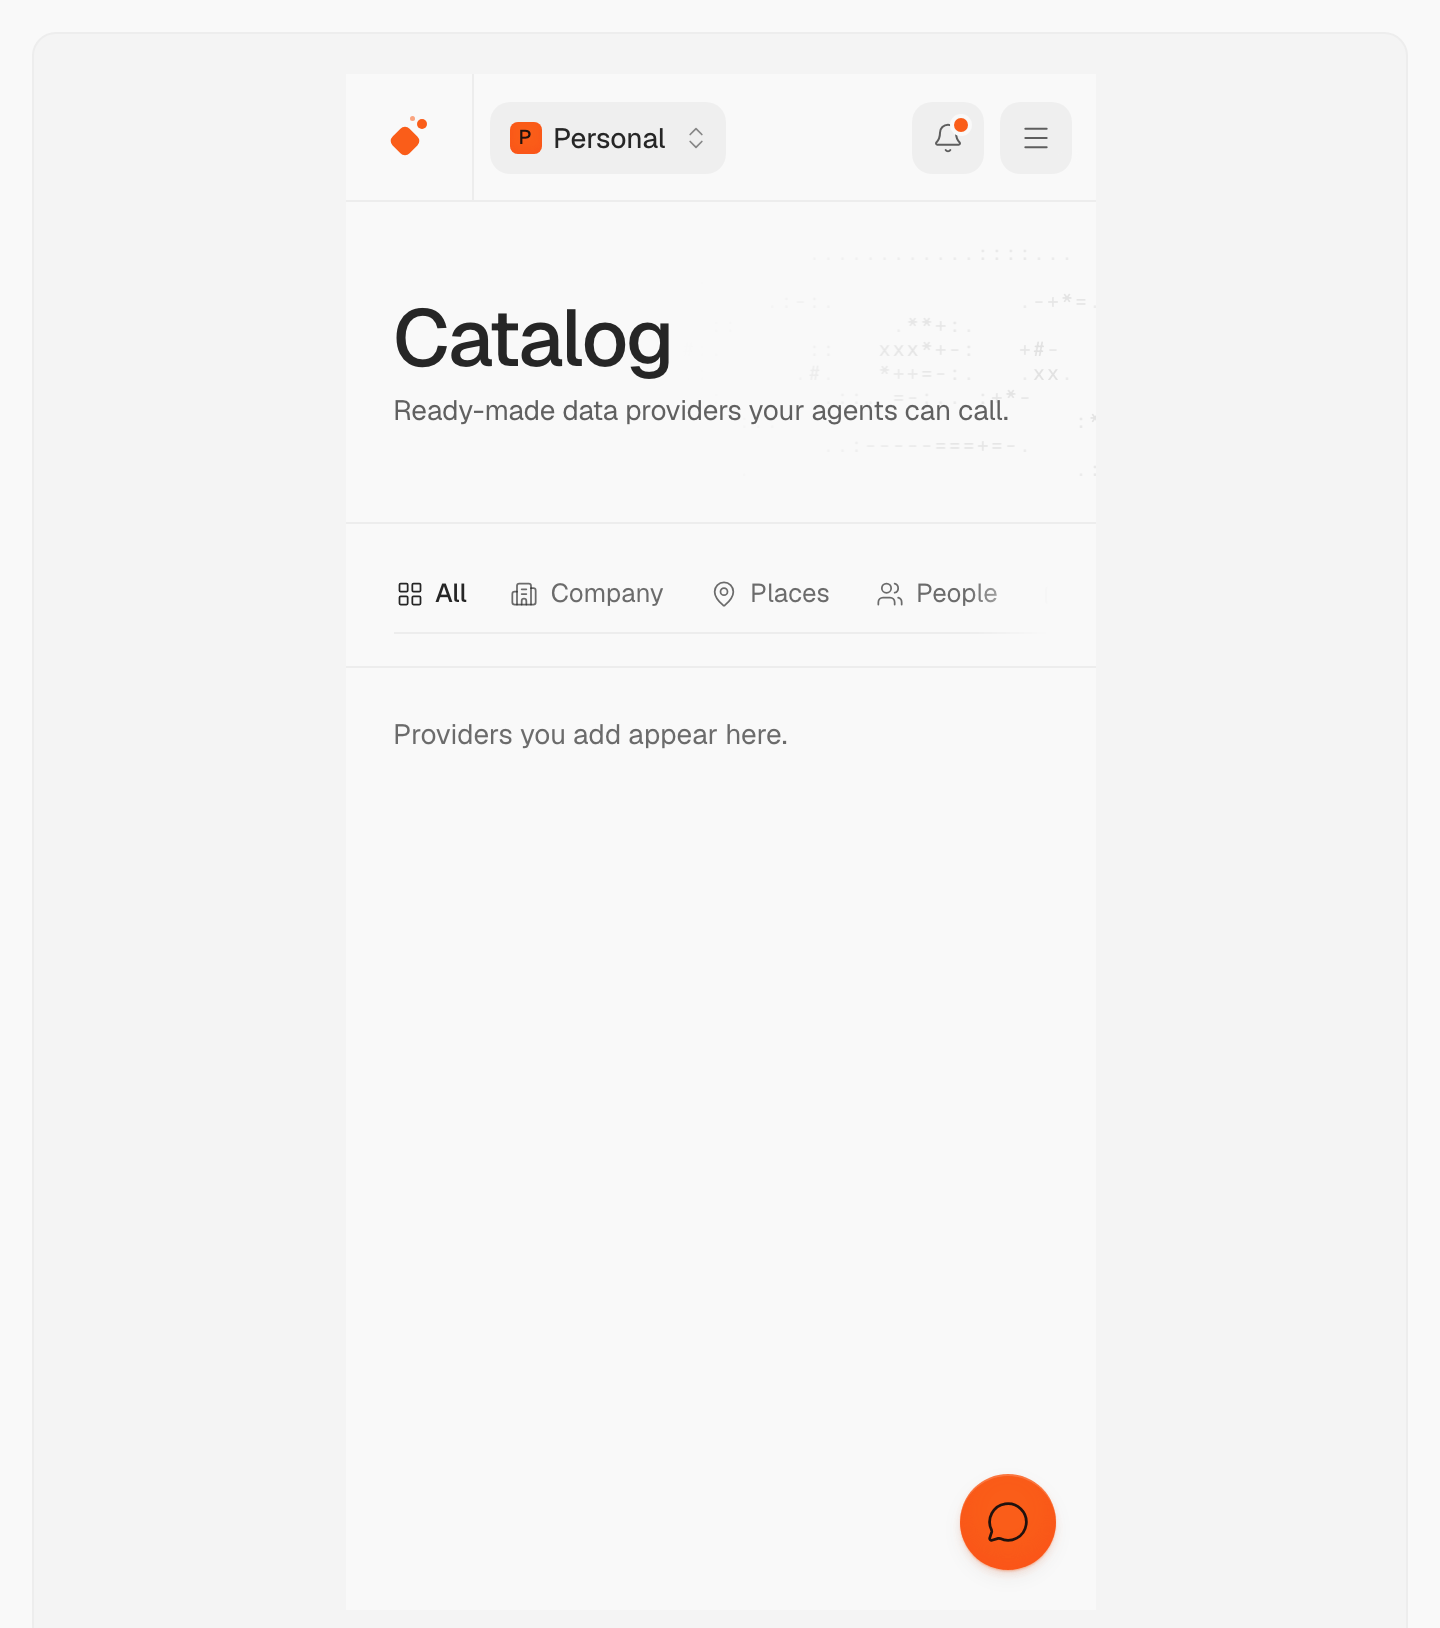 P Personal
Catalog
Ready-made data providers your agents can call.
All Company Places People
Providers you add appear here.